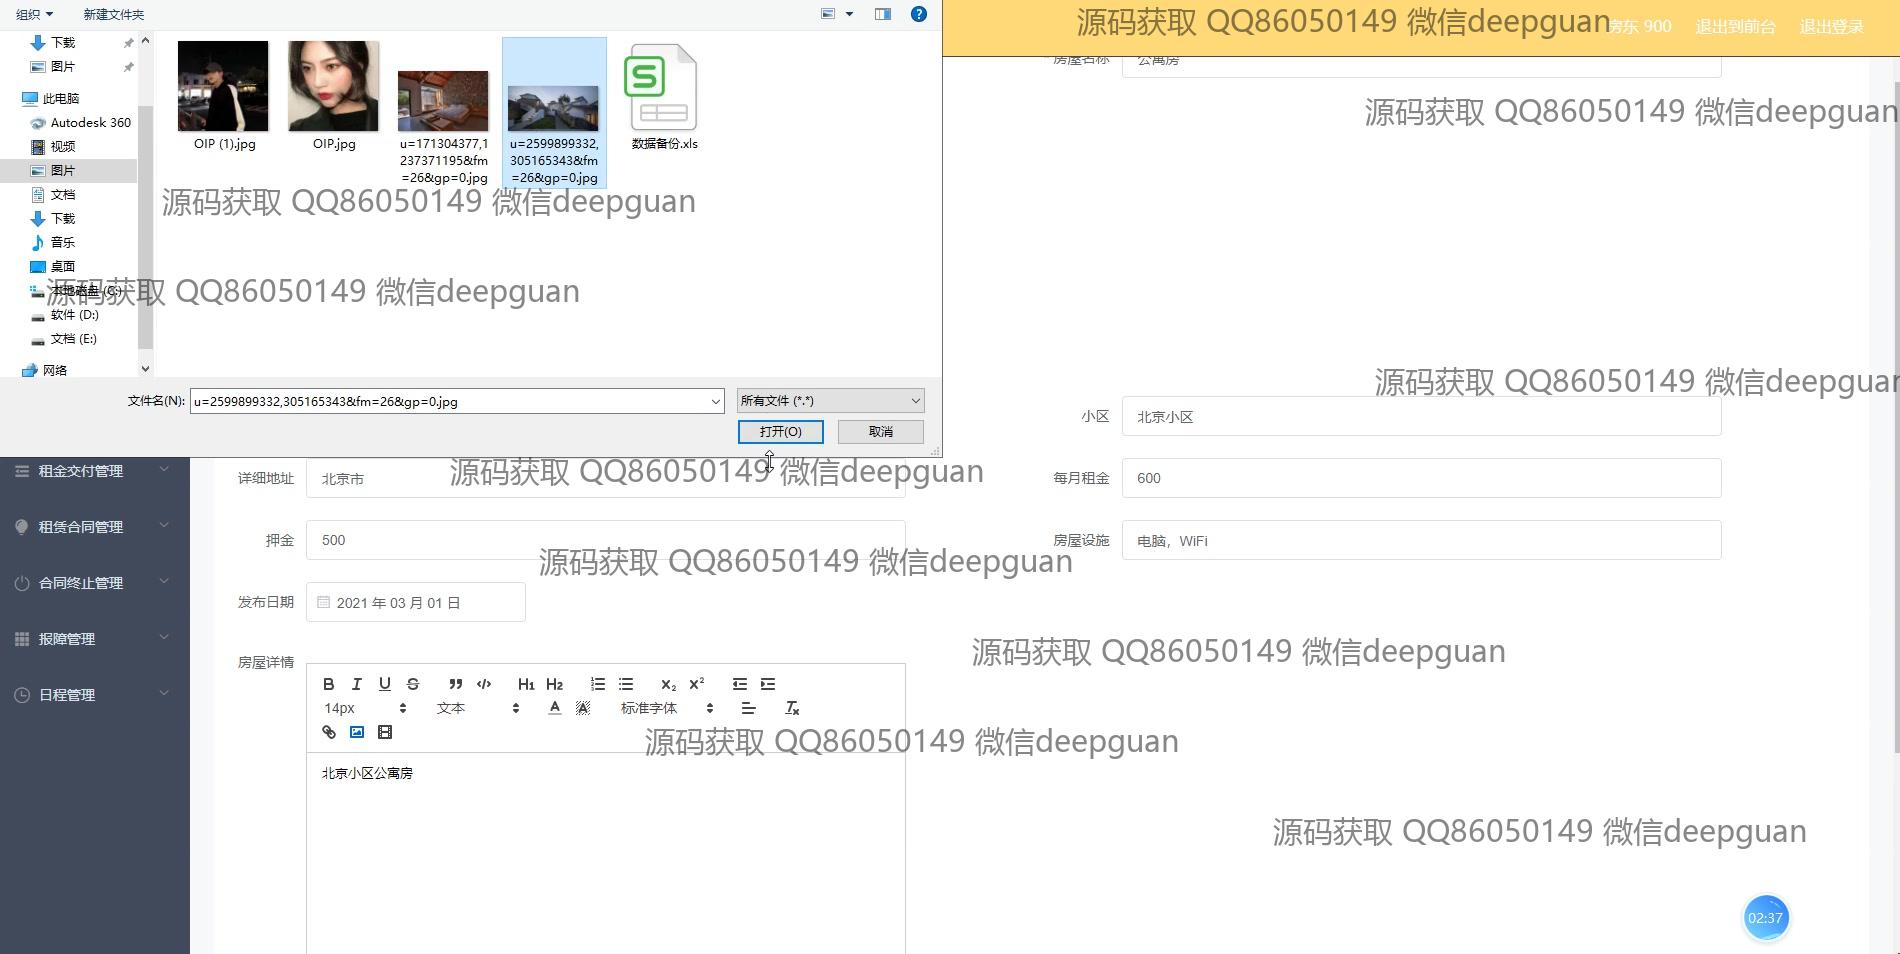 组织
新建文件夹
源码获取 QQ86050149 微信deepguan
房东 900
退出到前台
退出登录
下载
图片
此电脑
Autodesk 360
视频
图片
文档
下载
音乐
桌面
本地磁盘 (C:)
软件 (D:)
文档 (E:)
网络
OIP (1).jpg
OIP.jpg
u=171304377,1
2373711195&fm
=26&gp=0.jpg
u=2599899332,
305165343&fm
=26&gp=0.jpg
数据备份.xls
房屋名称
公寓房
源码获取 QQ86050149 微信deepguan
源码获取 QQ86050149 微信deepguan
源码获取 QQ86050149 微信deepguan
源码获取 QQ86050149 微信deepguan
文件名(N):
u=2599899332,305165343&fm=26&gp=0.jpg
所有文件 (*.*)
打开(O)
取消
小区
北京小区
租金交付管理
租赁合同管理
合同终止管理
报障管理
日程管理
详细地址
北京市
源码获取 QQ86050149 微信deepguan
每月租金
600
押金
500
房屋设施
电脑，WiFi
源码获取 QQ86050149 微信deepguan
发布日期
2021 年 03 月 01 日
源码获取 QQ86050149 微信deepguan
房屋详情
B I U S H1 H2 X2 X2
14px
文本
A A
标准字体
Tx
源码获取 QQ86050149 微信deepguan
北京小区公寓房
源码获取 QQ86050149 微信deepguan
02:37